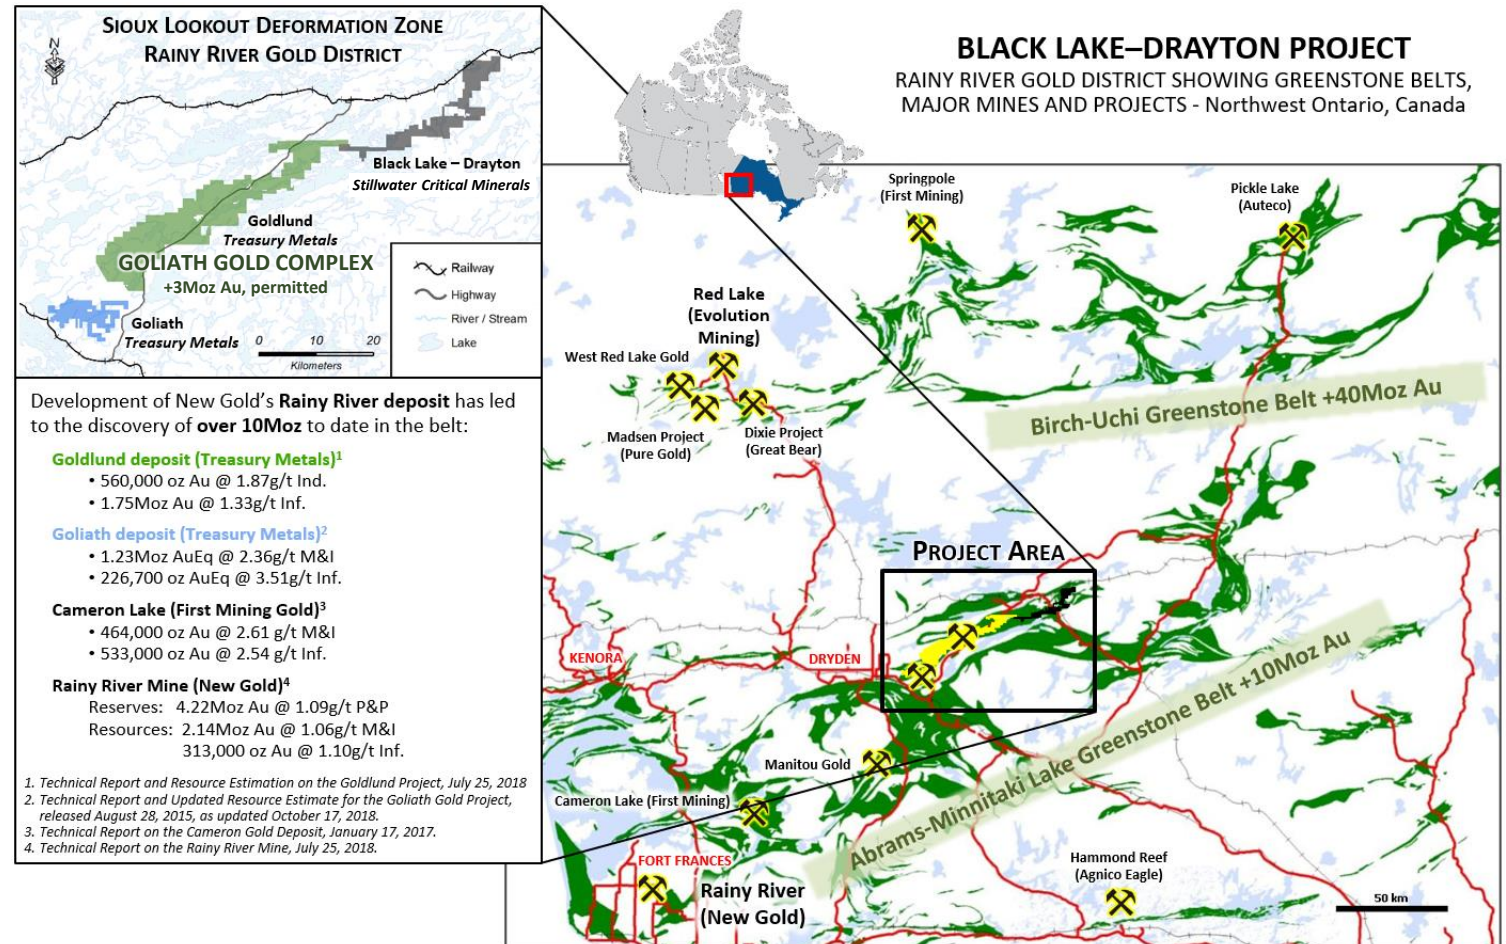 SIOUX LOOKOUT DEFORMATION ZONE
RAINY RIVER GOLD DISTRICT
N
Black Lake – Drayton
Stillwater Critical Minerals
Goldlund
Treasury Metals
GOLIATH GOLD COMPLEX
+3Moz Au, permitted
Goliath
Treasury Metals
0 10 20
Kilometers
Railway
Highway
River / Stream
Lake
Development of New Gold's Rainy River deposit has led
to the discovery of over 10Moz to date in the belt:
Goldlund deposit (Treasury Metals)1
• 560,000 oz Au @ 1.87g/t Ind.
• 1.75Moz Au @ 1.33g/t Inf.
Goliath deposit (Treasury Metals)2
• 1.23Moz AuEq @ 2.36g/t M&I
• 226,700 oz AuEq @ 3.51g/t Inf.
Cameron Lake (First Mining Gold)3
• 464,000 oz Au @ 2.61 g/t M&I
• 533,000 oz Au @ 2.54 g/t Inf.
Rainy River Mine (New Gold)4
Reserves: 4.22Moz Au @ 1.09g/t P&P
Resources: 2.14Moz Au @ 1.06g/t M&I
313,000 oz Au @ 1.10g/t Inf.
1. Technical Report and Resource Estimation on the Goldlund Project, July 25, 2018
2. Technical Report and Updated Resource Estimate for the Goliath Gold Project,
released August 28, 2015, as updated October 17, 2018.
3. Technical Report on the Cameron Gold Deposit, January 17, 2017.
4. Technical Report on the Rainy River Mine, July 25, 2018.
BLACK LAKE–DRAYTON PROJECT
RAINY RIVER GOLD DISTRICT SHOWING GREENSTONE BELTS,
MAJOR MINES AND PROJECTS - Northwest Ontario, Canada
Springpole
(First Mining)
Pickle Lake
(Auteco)
Red Lake
(Evolution
Mining)
West Red Lake Gold
Madsen Project
(Pure Gold)
Dixie Project
(Great Bear)
Birch-Uchi Greenstone Belt +40Moz Au
PROJECT AREA
KENORA
DRYDEN
Abrams-Minnitaki Lake Greenstone Belt +10Moz Au
Manitou Gold
Cameron Lake (First Mining)
FORT FRANCES
Rainy River
(New Gold)
Hammond Reef
(Agnico Eagle)
50 km